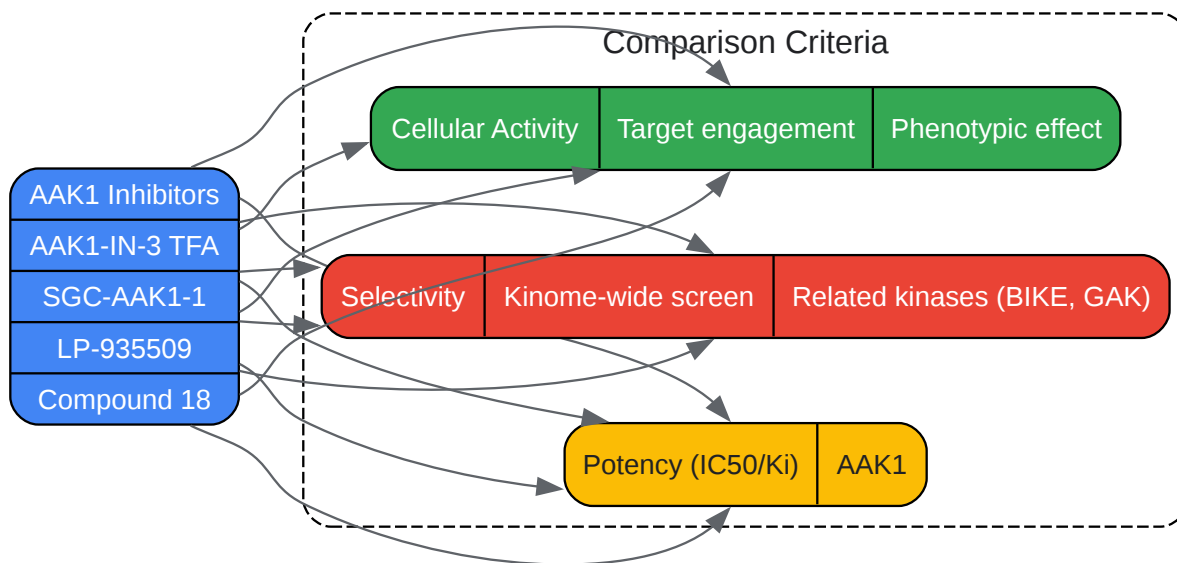 Comparison Criteria
Cellular Activity
Target engagement
Phenotypic effect
AAK1 Inhibitors
AAK1-IN-3 TFA
SGC-AAK1-1
LP-935509
Compound 18
Selectivity
Kinome-wide screen
Related kinases (BIKE, GAK)
Potency (IC50/Ki)
AAK1